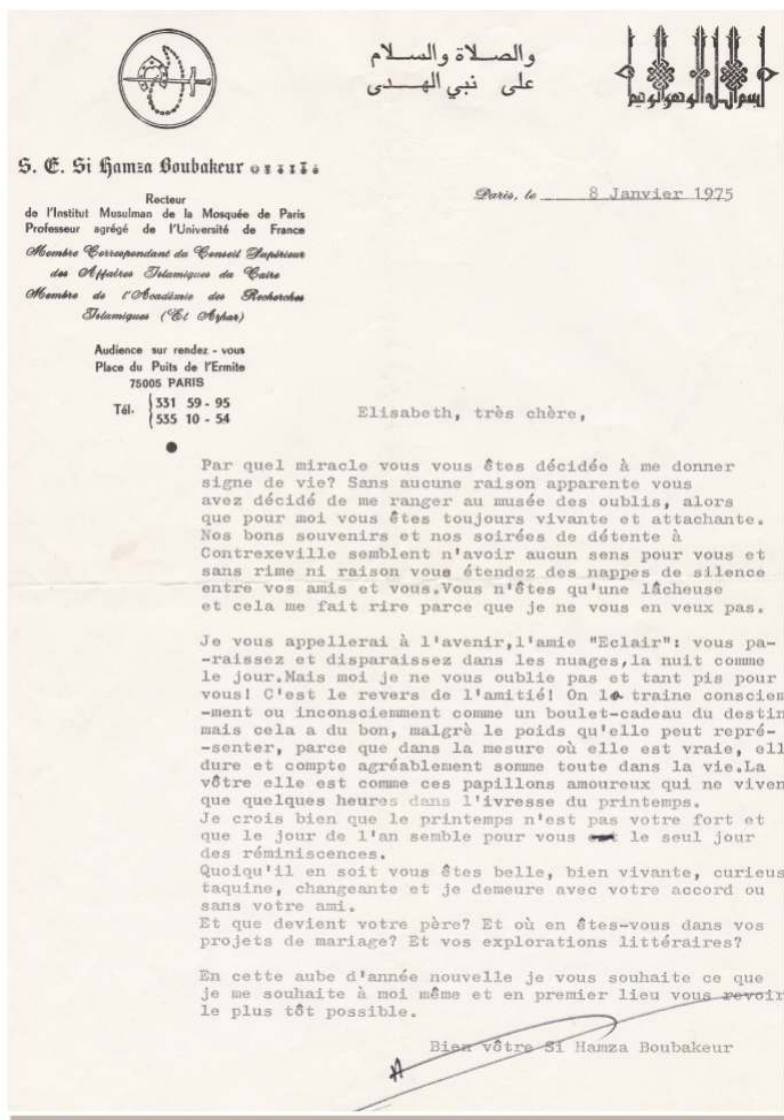 والصلاة والسلام
على نبي الهدى
S. E. Si Hamza Boubakeur
Paris, le 8 Janvier 1975
Recteur
de l'Institut Musulman de la Mosquée de Paris
Professeur agrégé de l'Université de France
Membre Correspondant du Conseil Supérieur
des Affaires Islamiques du Caire
Membre de l'Académie des Recherches
Islamiques (El Azhar)
Audience sur rendez - vous
Place du Puits de l'Ermite
75005 PARIS
Tél. 331 59 - 95
535 10 - 54
Elisabeth, très chère,
Par quel miracle vous vous êtes décidée à me donner
signe de vie? Sans aucune raison apparente vous
avez décidé de me ranger au musée des oublis, alors
que pour moi vous êtes toujours vivante et attachante.
Nos bons souvenirs et nos soirées de détente à
Contrexeville semblent n'avoir aucun sens pour vous et
sans rime ni raison vous étendez des nappes de silence
entre vos amis et vous.Vous n'êtes qu'une lâcheuse
et cela me fait rire parce que je ne vous en veux pas.
Je vous appellerai à l'avenir,l'amie "Eclair": vous pa-
-raissez et disparaissez dans les nuages,la nuit comme
le jour.Mais moi je ne vous oublie pas et tant pis pour
vous! C'est le revers de l'amitié! On la traine consciem
-ment ou inconsciemment comme un boulet-cadeau du destin
mais cela a du bon, malgrè le poids qu'elle peut repré-
-senter, parce que dans la mesure où elle est vraie, ell
dure et compte agréablement somme toute dans la vie.La
vôtre elle est comme ces papillons amoureux qui ne viven
que quelques heures dans l'ivresse du printemps.
Je crois bien que le printemps n'est pas votre fort et
que le jour de l'an semble pour vous le seul jour
des réminiscences.
Quoiqu'il en soit vous êtes belle, bien vivante, curieus
taquine, changeante et je demeure avec votre accord ou
sans votre ami.
Et que devient votre père? Et où en êtes-vous dans vos
projets de mariage? Et vos explorations littéraires?
En cette aube d'année nouvelle je vous souhaite ce que
je me souhaite à moi même et en premier lieu vous revoir
le plus tôt possible.
Bien vôtre Si Hamza Boubakeur